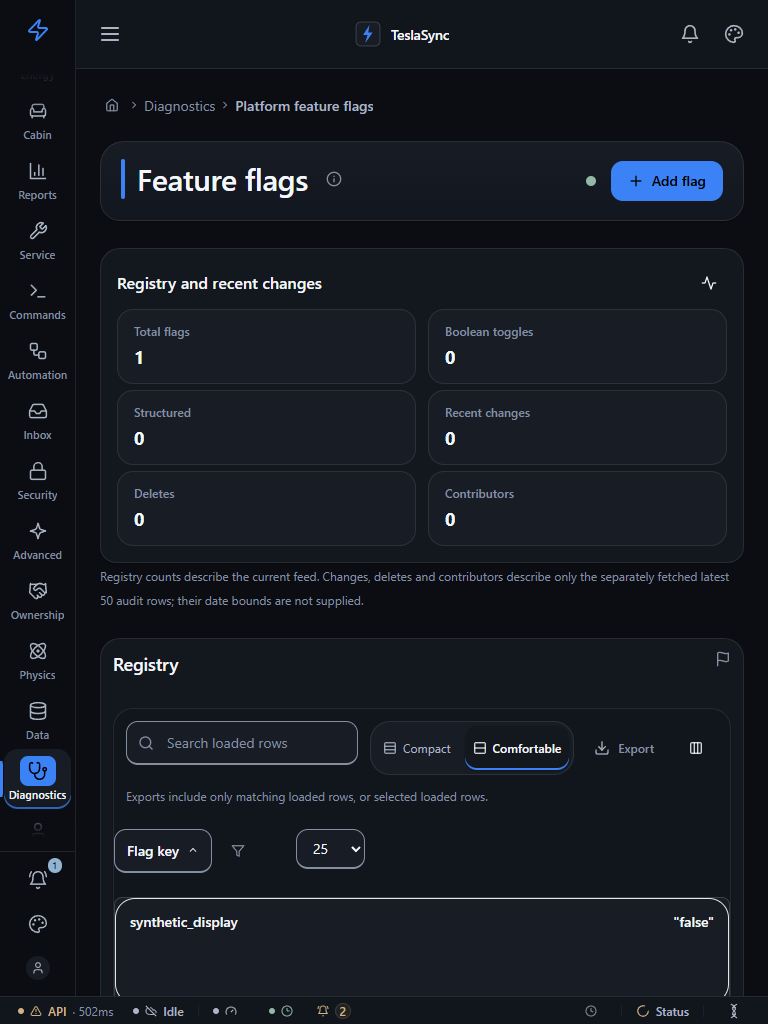 TeslaSync
Energy
Cabin
Reports
Service
Commands
Automation
Inbox
Security
Advanced
Ownership
Physics
Data
Diagnostics
1
Diagnostics
Platform feature flags
Feature flags
Add flag
Registry and recent changes
Total flags
1
Boolean toggles
0
Structured
0
Recent changes
0
Deletes
0
Contributors
0
Registry counts describe the current feed. Changes, deletes and contributors describe only the separately fetched latest
50 audit rows; their date bounds are not supplied.
Registry
Search loaded rows
Compact
Comfortable
Export
Exports include only matching loaded rows, or selected loaded rows.
Flag key
25
synthetic_display
"false"
API · 502ms
Idle
2
Status